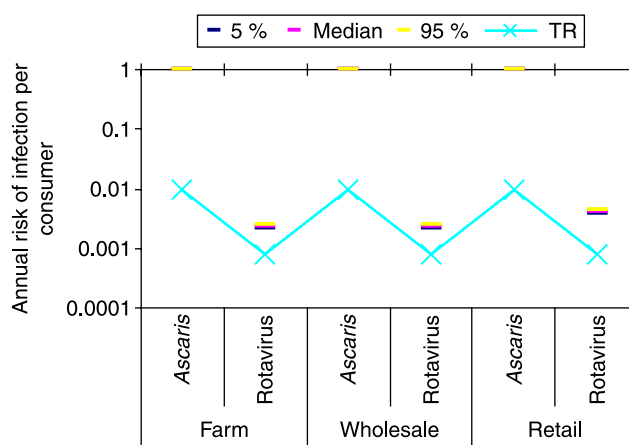 5 % Median 95 % TR
Annual risk of infection per
consumer
1
0.1
0.01
0.001
0.0001
Ascaris
Rotavirus
Ascaris
Rotavirus
Ascaris
Rotavirus
Farm
Wholesale
Retail